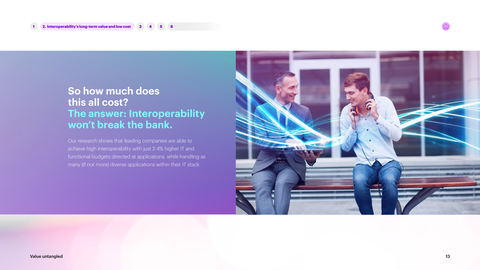 1 2. Interoperability's long-term value and low cost 3 4 5 6
So how much does
this all cost?
The answer: Interoperability
won't break the bank.
Our research shows that leading companies are able to
achieve high interoperability with just 2-4% higher IT and
functional budgets directed at applications, while handling as
many (if not more) diverse applications within their IT stack.
Value untangled
13